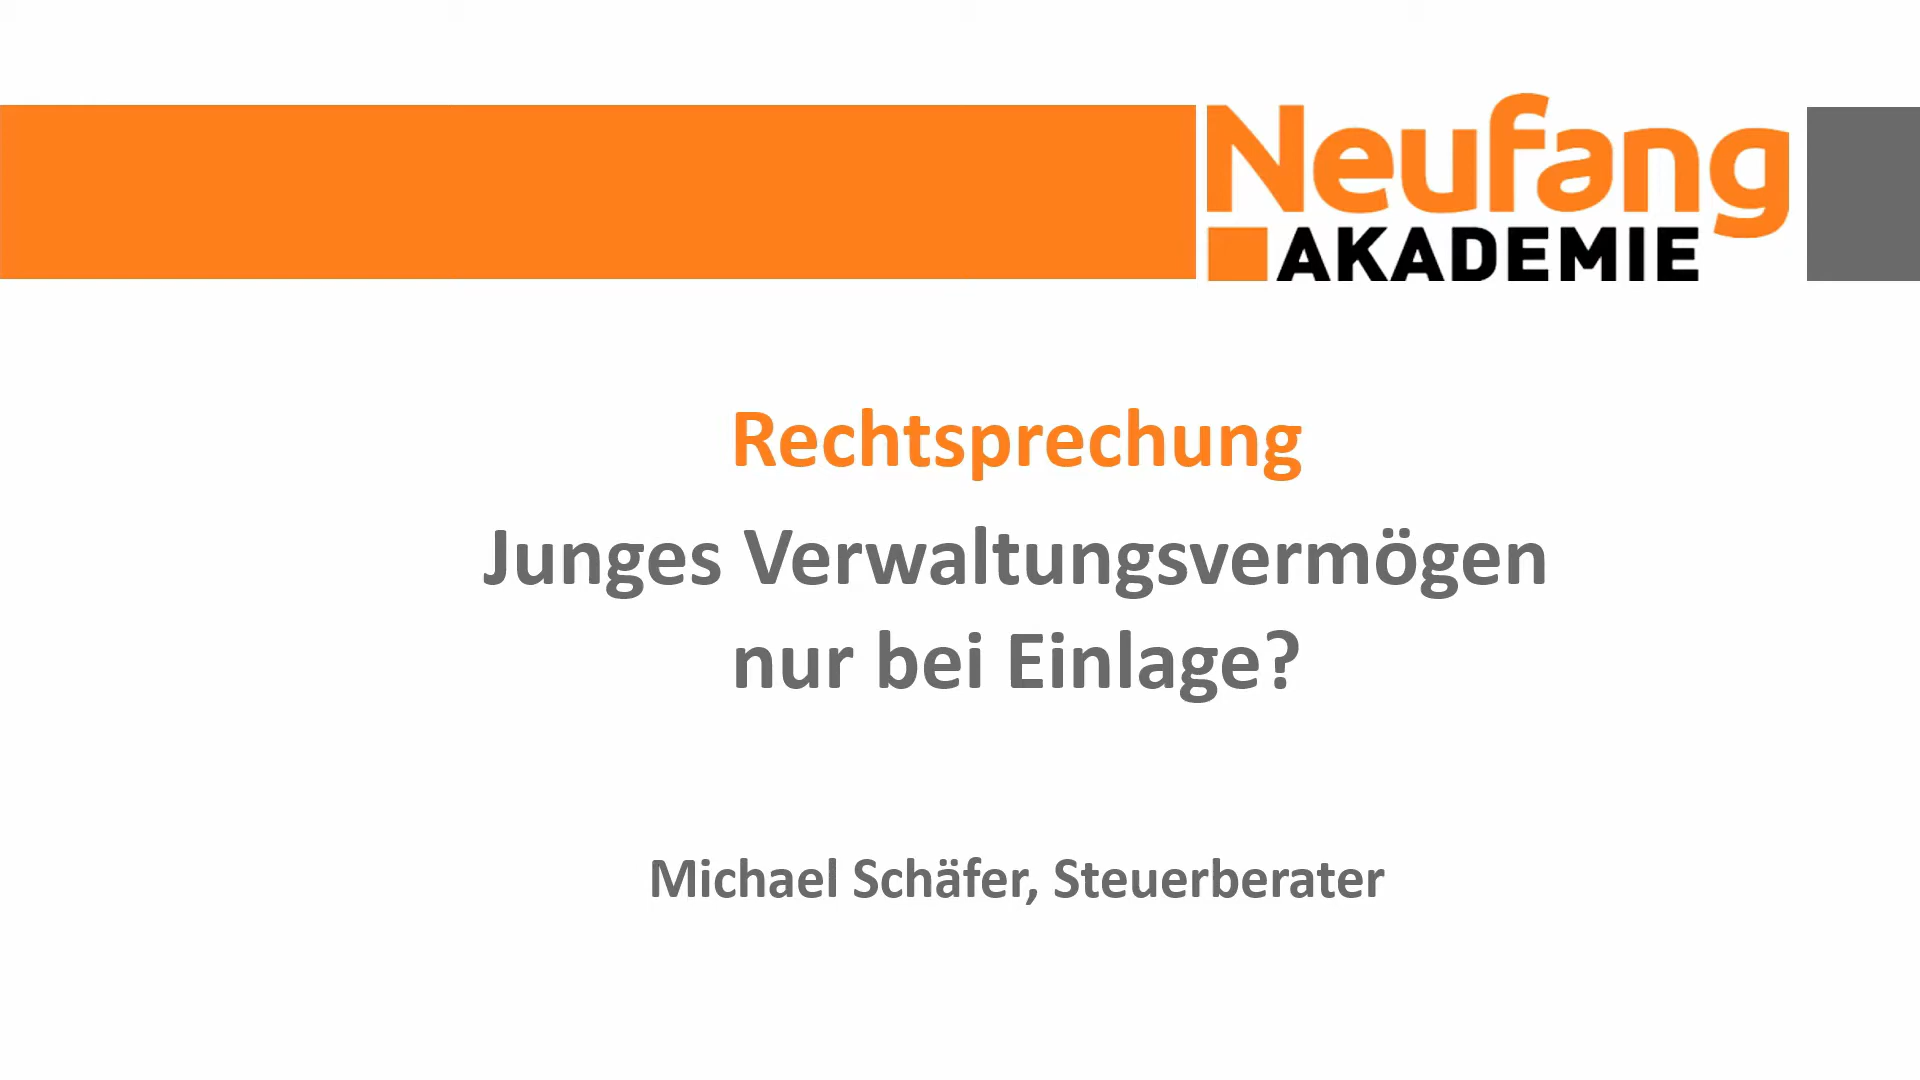 Neufang
AKADEMIE
Rechtsprechung
Junges Verwaltungsvermögen
nur bei Einlage?
Michael Schäfer, Steuerberater